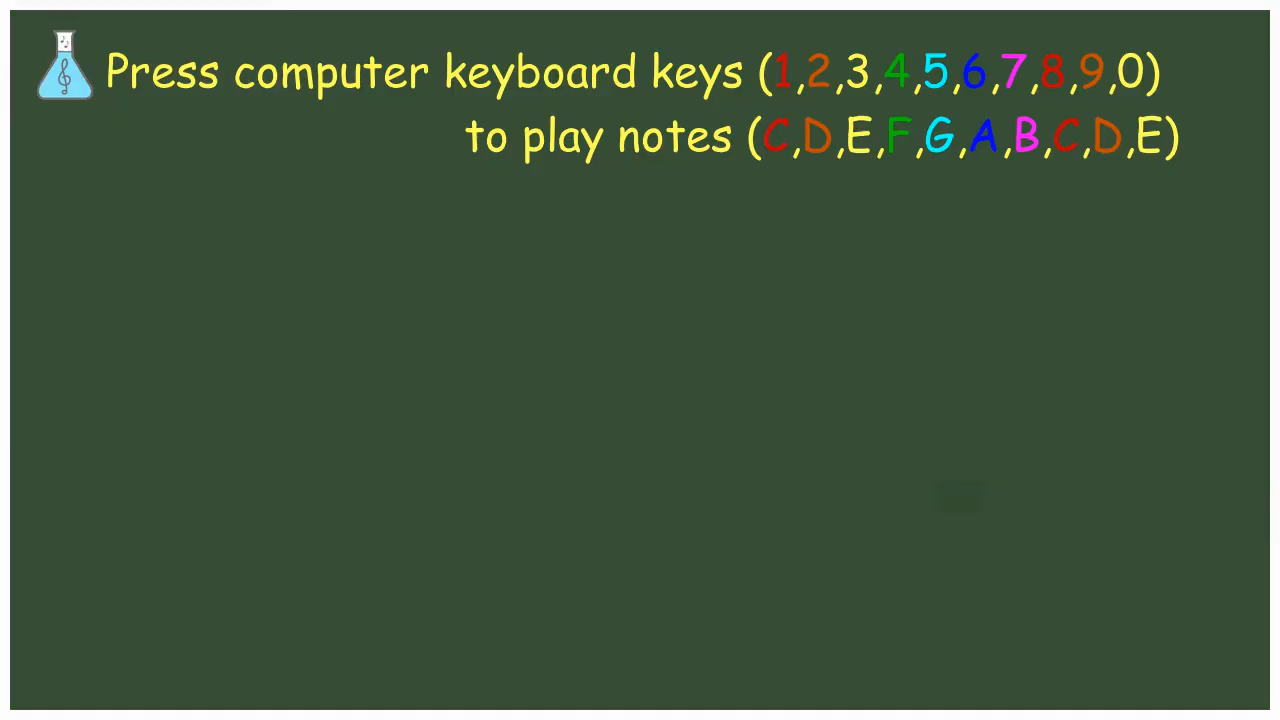 Press computer keyboard keys (1,2,3,4,5,6,7,8,9,0)
to play notes (C,D,E,F,G,A,B,C,D,E)